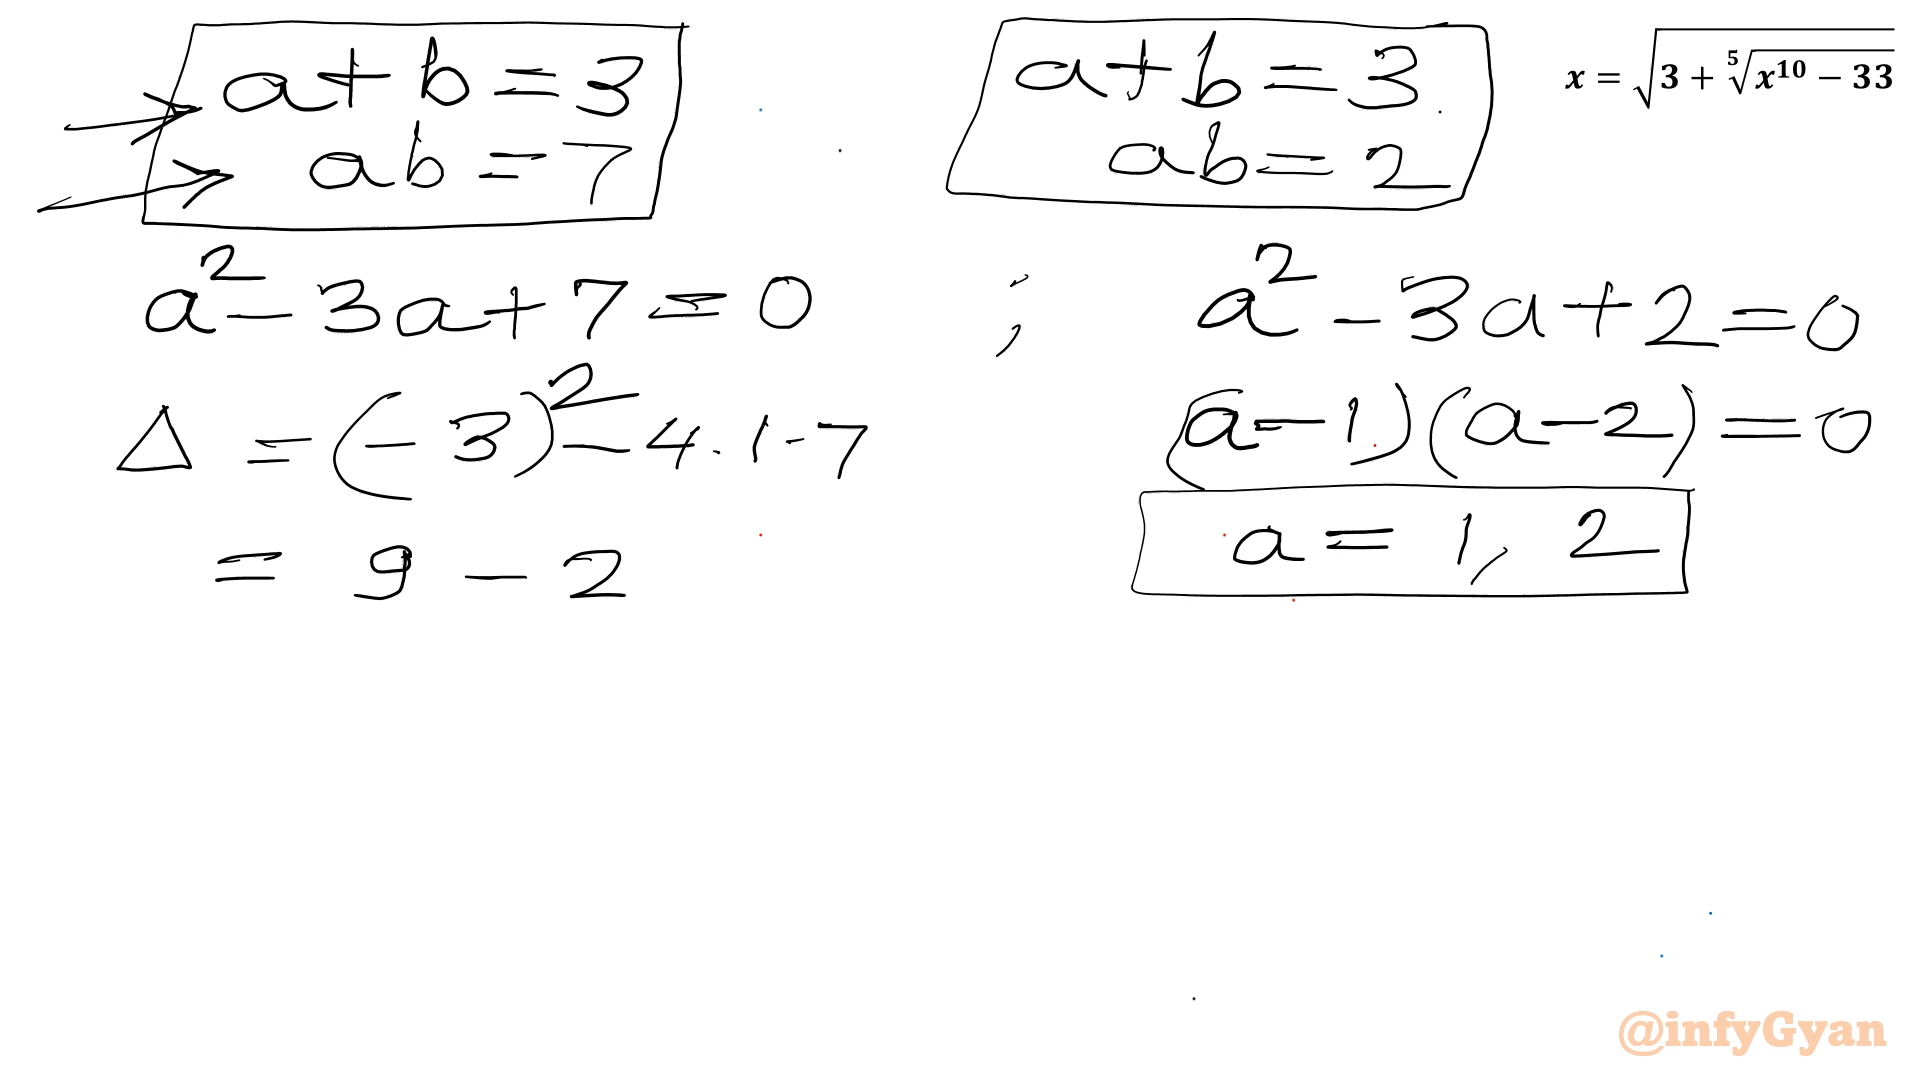 a+b=3
ab=7
a+b=3
ab=2
x = √(3 + ⁵√(x¹⁰ − 33))
a²-3a+7=0 ; a²-3a+2=0
Δ = (-3)²-4.1.7
(a-1)(a-2)=0
= 9 - 2
a = 1, 2
@infyGyan